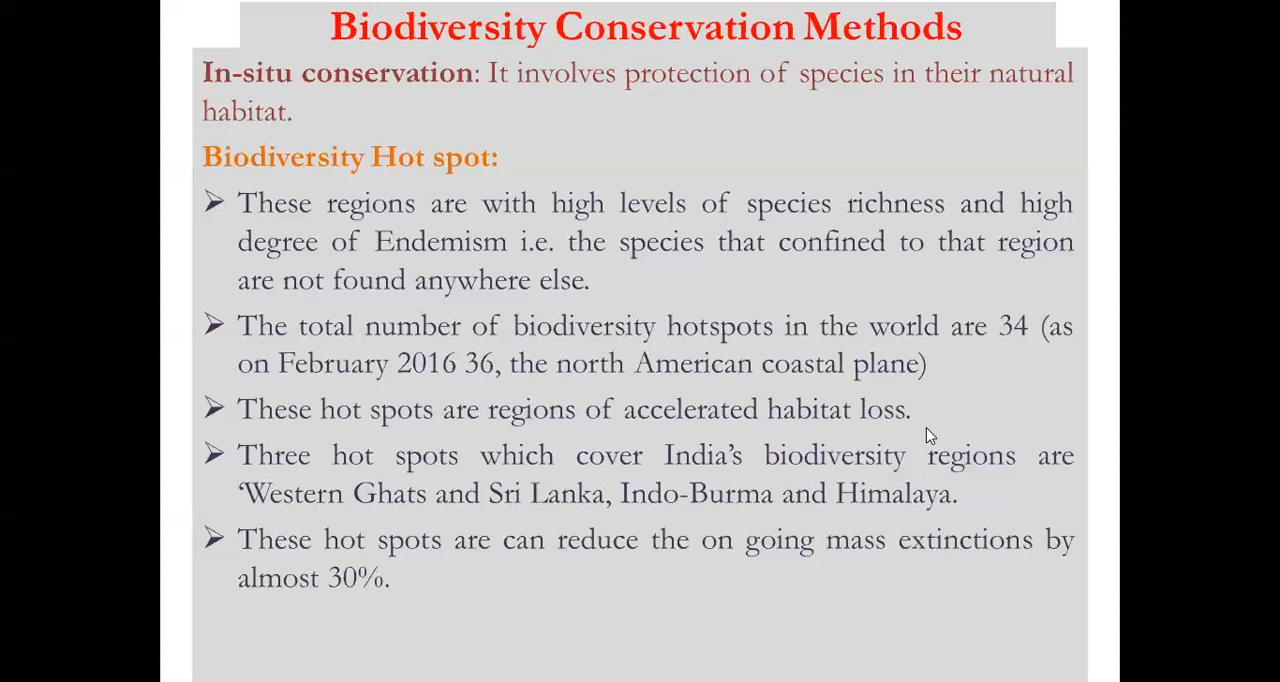 Biodiversity Conservation Methods
In-situ conservation: It involves protection of species in their natural
habitat.
Biodiversity Hot spot:
➢ These regions are with high levels of species richness and high
degree of Endemism i.e. the species that confined to that region
are not found anywhere else.
➢ The total number of biodiversity hotspots in the world are 34 (as
on February 2016 36, the north American coastal plane)
➢ These hot spots are regions of accelerated habitat loss.
➢ Three hot spots which cover India’s biodiversity regions are
‘Western Ghats and Sri Lanka, Indo-Burma and Himalaya.
➢ These hot spots are can reduce the on going mass extinctions by
almost 30%.